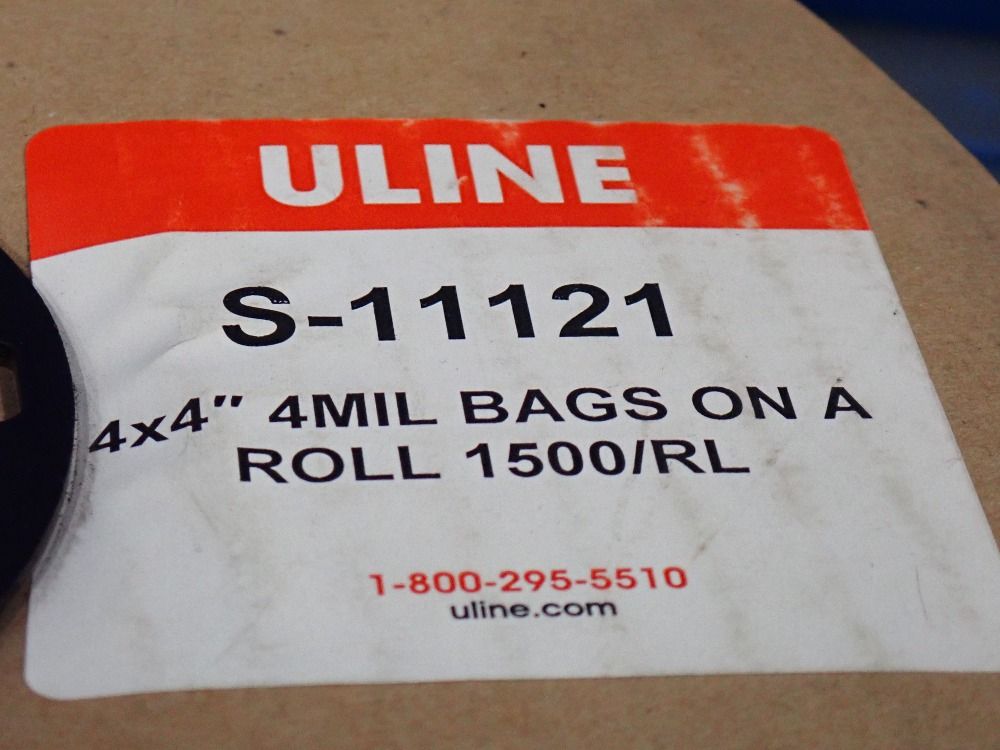 ULINE
S-11121
4x4" 4MIL BAGS ON A
ROLL 1500/RL
1-800-295-5510
uline.com